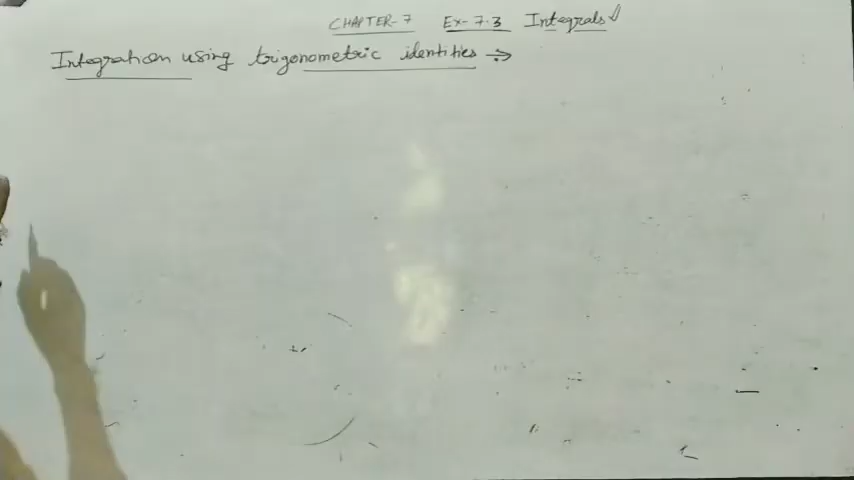 CHAPTER-7 Ex-7.3 Integrals
Integration using trigonometric identities →